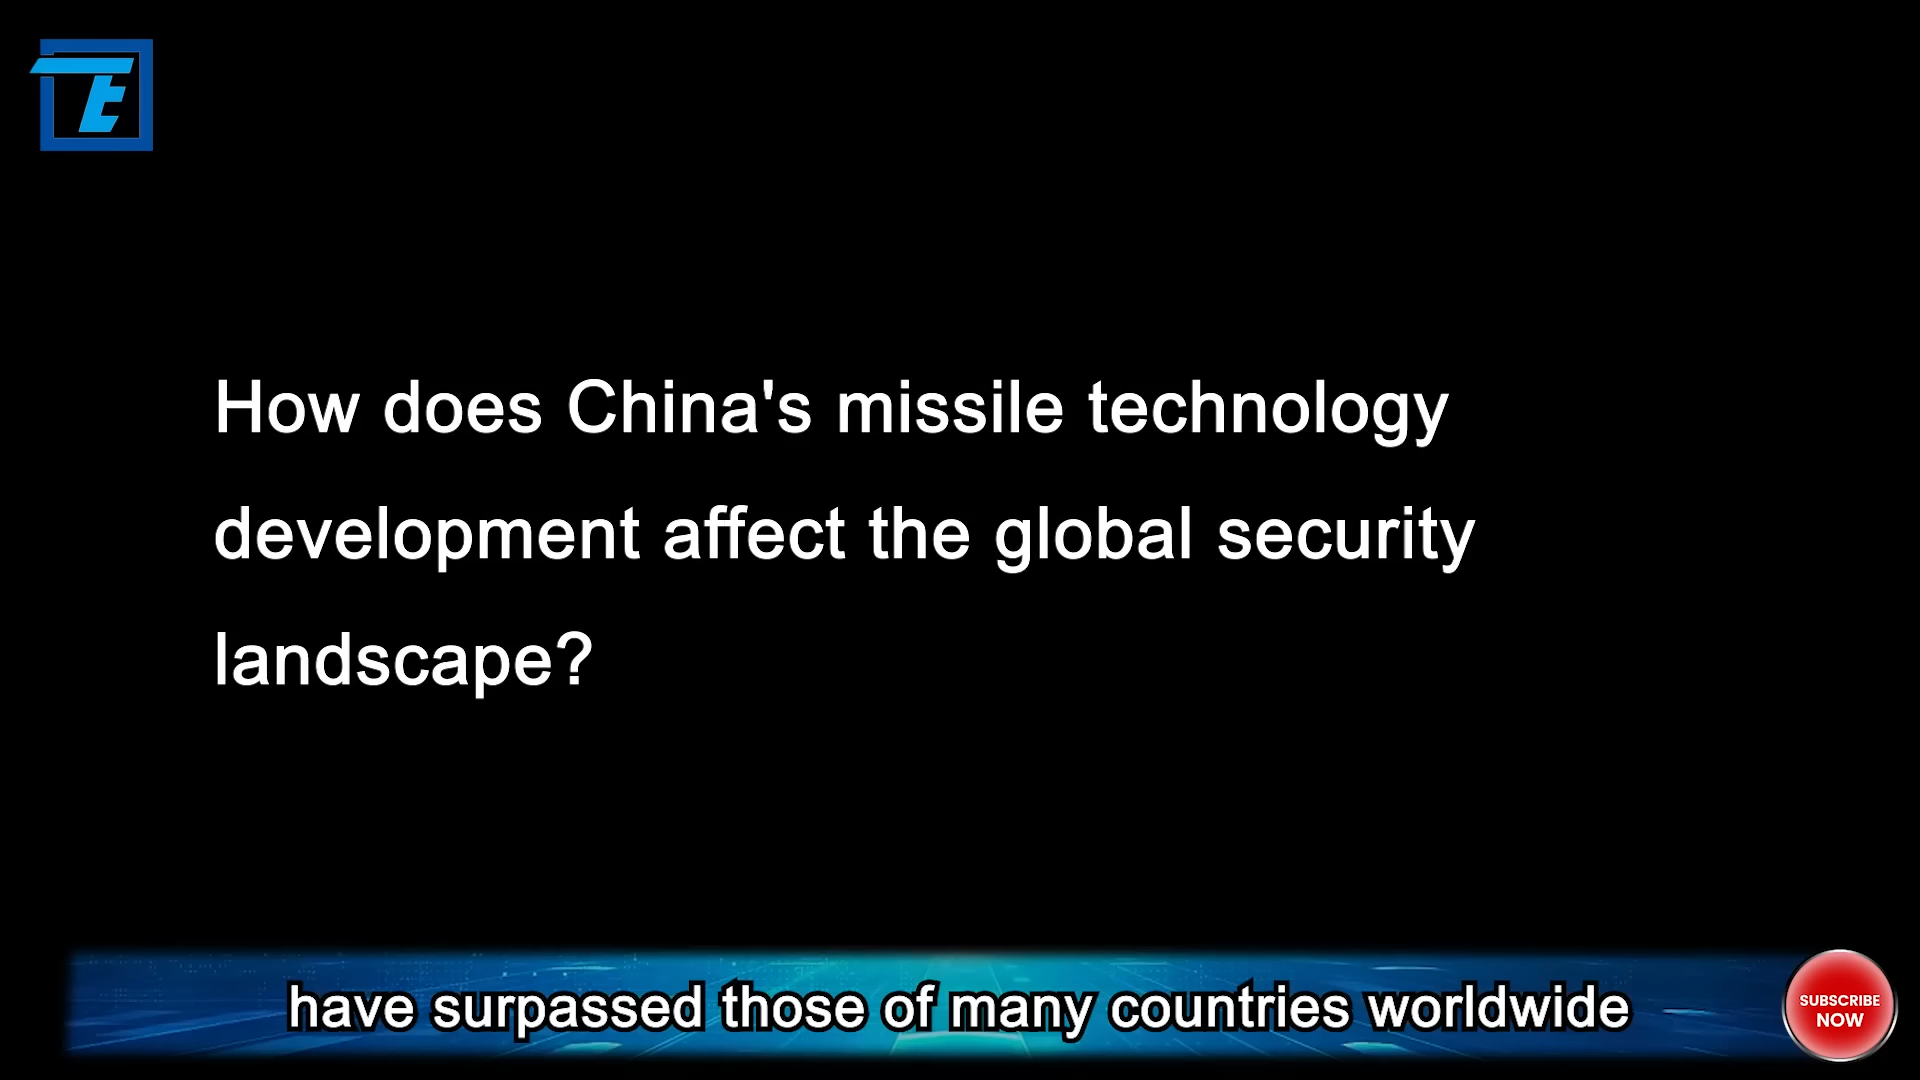 TE
How does China's missile technology
development affect the global security
landscape?
have surpassed those of many countries worldwide
SUBSCRIBE
NOW